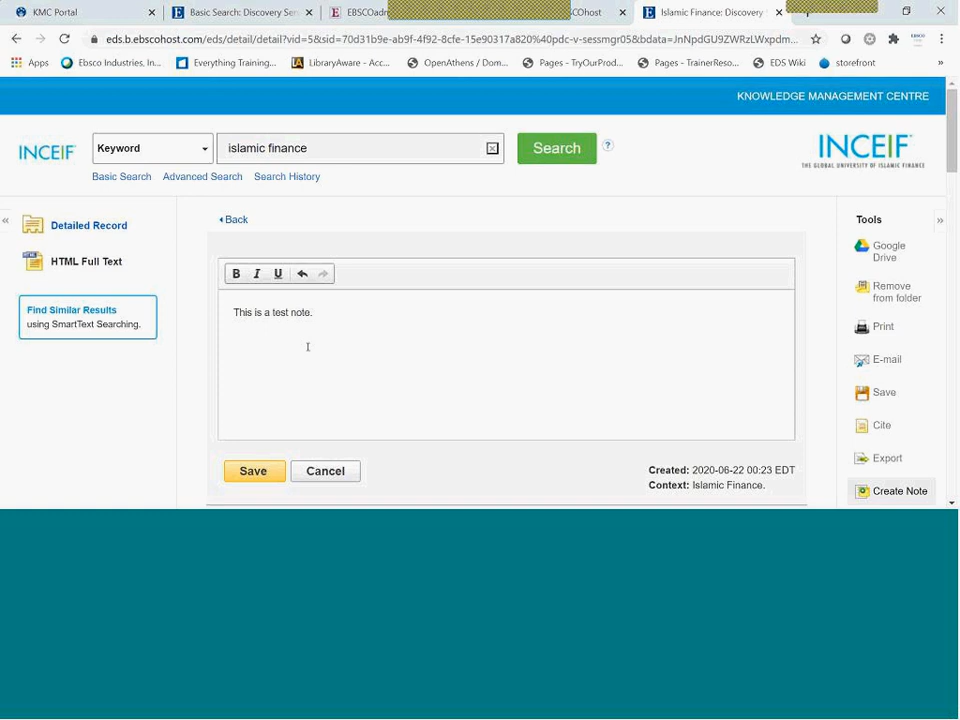 KMC Portal
Basic Search: Discovery Ser
EBSCOadm
COhost
Islamic Finance: Discovery
eds.b.ebscohost.com/eds/detail/detail?vid=5&sid=70d31b9e-ab9f-4f92-8cfe-15e90317a820%40pdc-v-sessmgr05&bdata=JnNpdGU9ZWRzLWxpdm...
Apps
Ebsco Industries, In...
Everything Training...
LibraryAware - Acc...
OpenAthens / Dom...
Pages - TryOurProd...
Pages - TrainerReso...
EDS Wiki
storefront
»
KNOWLEDGE MANAGEMENT CENTRE
INCEIF
Keyword
islamic finance
Search
?
INCEIF
THE GLOBAL UNIVERSITY OF ISLAMIC FINANCE
Basic Search
Advanced Search
Search History
«
Detailed Record
HTML Full Text
Find Similar Results
using SmartText Searching.
Back
B I U
This is a test note.
Save
Cancel
Created: 2020-06-22 00:23 EDT
Context: Islamic Finance.
Tools
»
Google
Drive
Remove
from folder
Print
E-mail
Save
Cite
Export
Create Note